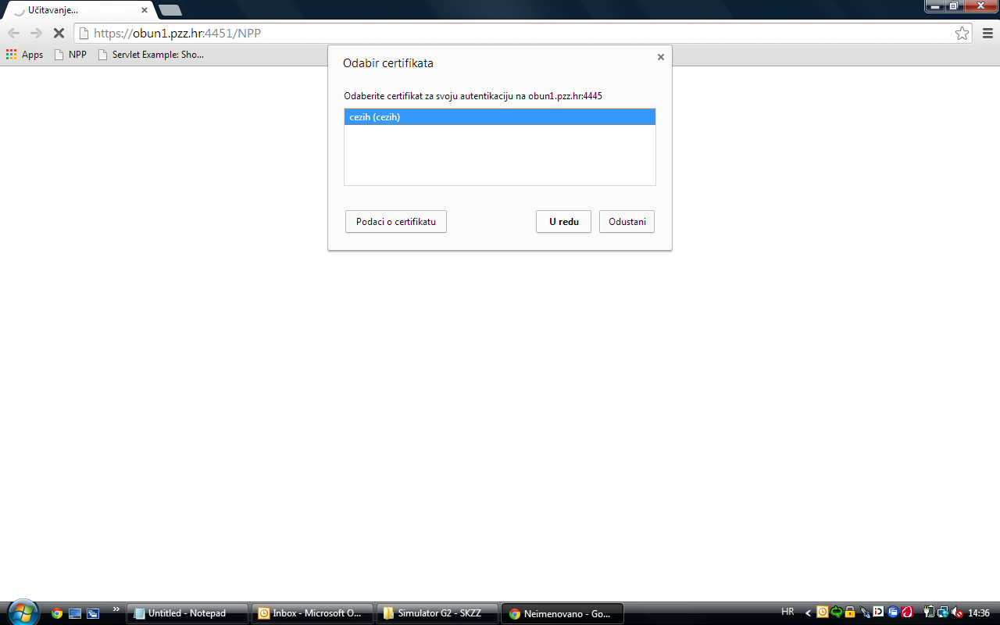 Učitavanje...
https://obun1.pzz.hr:4451/NPP
Apps NPP Servlet Example: Sho...
Odabir certifikata
Odaberite certifikat za svoju autentikaciju na obun1.pzz.hr:4445
cezih (cezih)
Podaci o certifikatu U redu Odustani
Untitled - Notepad Inbox - Microsoft O... Simulator G2 - SKZZ Neimenovano - Go... HR 14:36